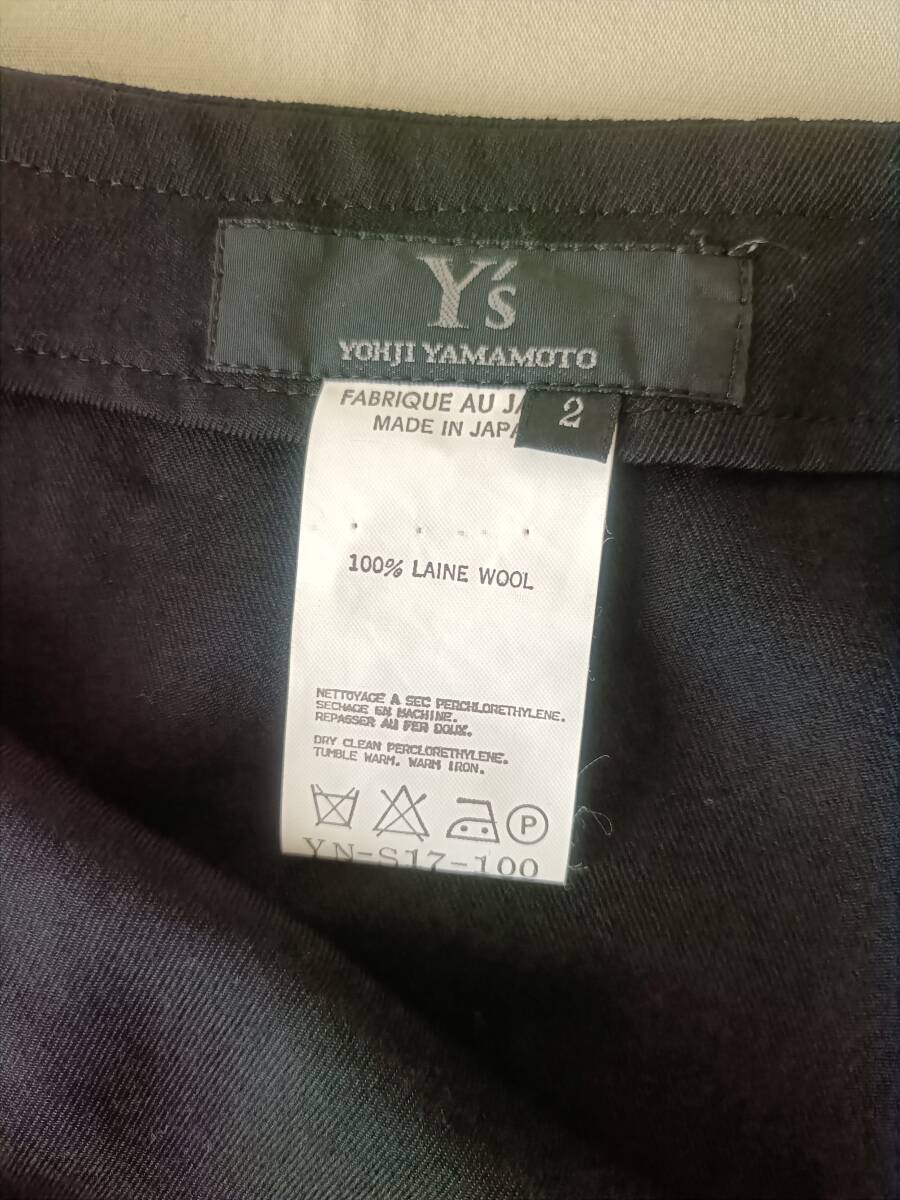 Y's
YOHJI YAMAMOTO
2
FABRIQUE AU JA
MADE IN JAPA
100% LAINE WOOL
NETTOYAGE A SEC PERCHLORETHYLENE.
SECHAGE EN MACHINE.
REPASSER AU FER DOUX.
DRY CLEAN PERCLORETHYLENE.
TUMBLE WARM. WARM IRON.
P
YN-S17-100